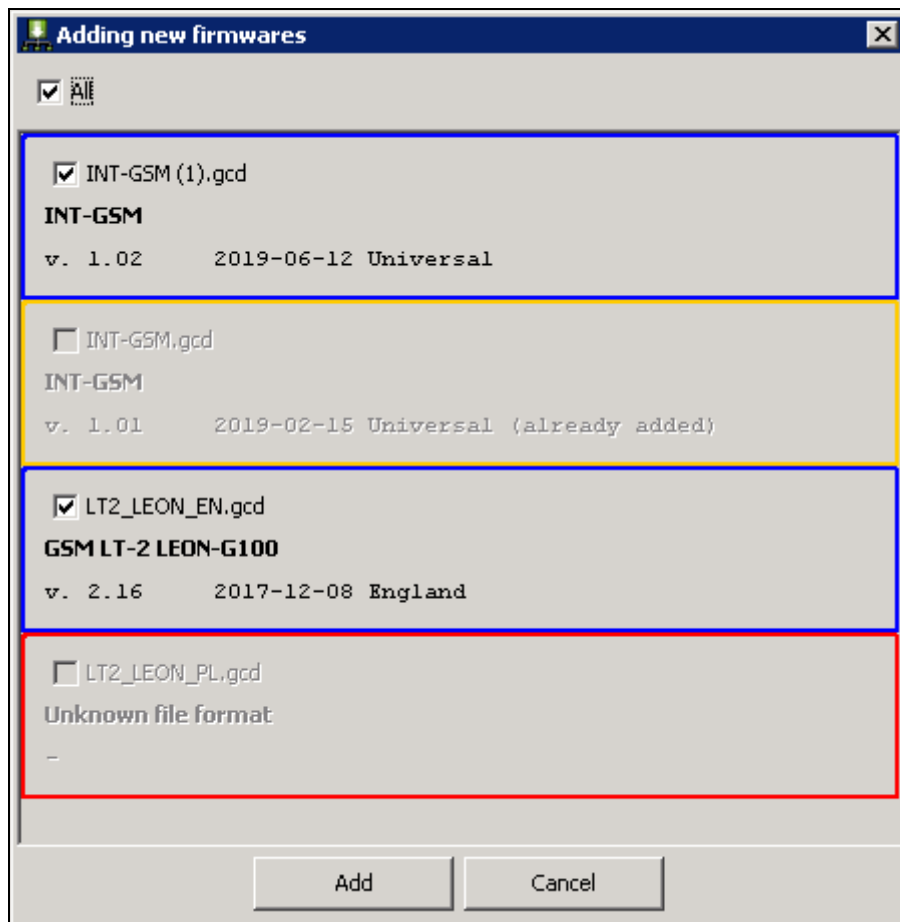 Adding new firmwares
All
INT-GSM (1).gcd
INT-GSM
v. 1.02 2019-06-12 Universal
INT-GSM.gcd
INT-GSM
v. 1.01 2019-02-15 Universal (already added)
LT2_LEON_EN.gcd
GSM LT-2 LEON-G100
v. 2.16 2017-12-08 England
LT2_LEON_PL.gcd
Unknown file format
-
Add Cancel